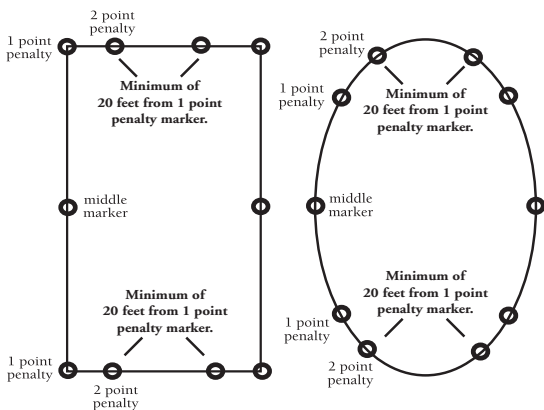 2 point
penalty
1 point
penalty
Minimum of
20 feet from 1 point
penalty marker.
middle
marker
Minimum of
20 feet from 1 point
penalty marker.
1 point
penalty
2 point
penalty
2 point
penalty
1 point
penalty
Minimum of
20 feet from 1 point
penalty marker.
middle
marker
Minimum of
20 feet from 1 point
penalty marker.
1 point
penalty
2 point
penalty